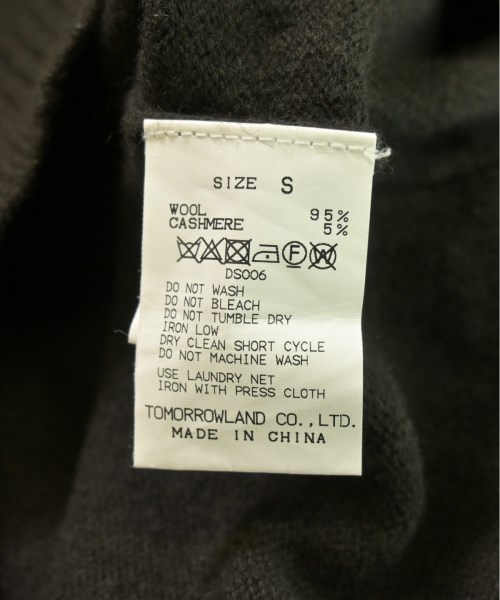 SIZE S
WOOL 95%
CASHMERE 5%
F W
DS006
DO NOT WASH
DO NOT BLEACH
DO NOT TUMBLE DRY
IRON LOW
DRY CLEAN SHORT CYCLE
DO NOT MACHINE WASH
USE LAUNDRY NET
IRON WITH PRESS CLOTH
TOMORROWLAND CO.,LTD.
MADE IN CHINA